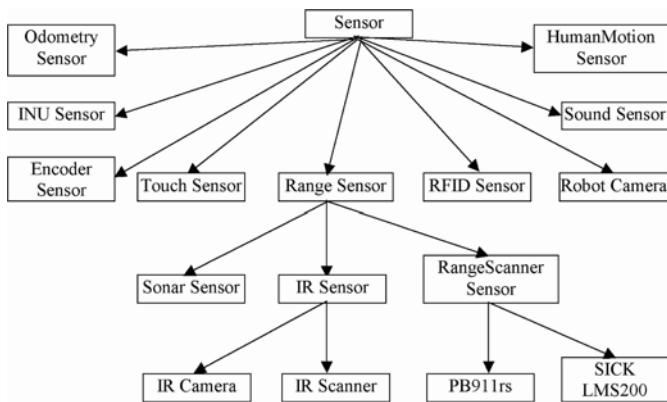 Sensor
Odometry
Sensor
HumanMotion
Sensor
INU Sensor
Sound Sensor
Encoder
Sensor
Touch Sensor
Range Sensor
RFID Sensor
Robot Camera
Sonar Sensor
IR Sensor
RangeScanner
Sensor
IR Camera
IR Scanner
PB911rs
SICK
LMS200